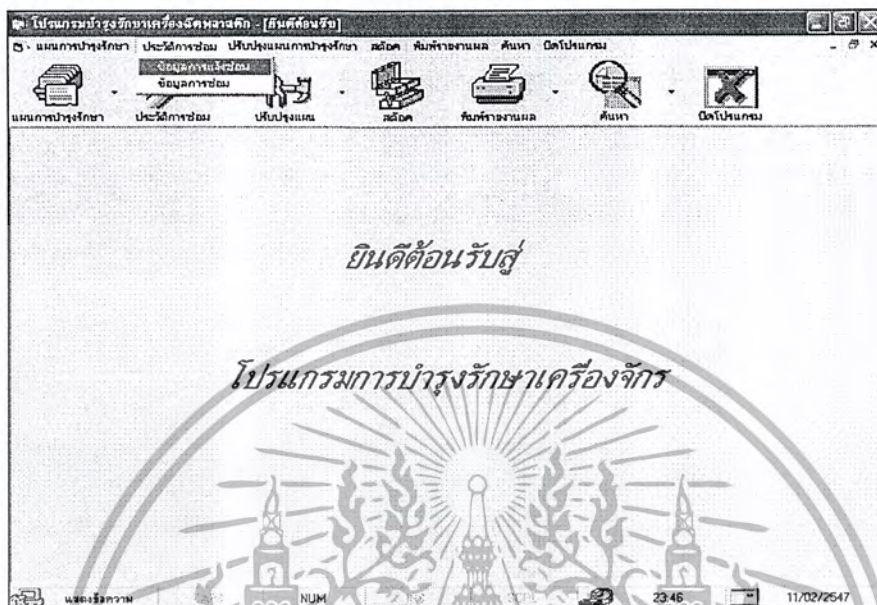 โปรแกรมบำรุงรักษาเครื่องฉีดพลาสติก - [ยินดีต้อนรับ]
แผนการบำรุงรักษา ประวัติการซ่อม ปรับปรุงแผนการบำรุงรักษา สต๊อค พิมพ์รายงานผล ค้นหา ปิดโปรแกรม
ข้อมูลการแจ้งซ่อม
ข้อมูลการซ่อม
แผนการบำรุงรักษา ประวัติการซ่อม ปรับปรุงแผน สต๊อค พิมพ์รายงานผล ค้นหา ปิดโปรแกรม
ยินดีต้อนรับสู่
โปรแกรมการบำรุงรักษาเครื่องจักร
แสดงข้อความ NUM 23:46 11/02/2547